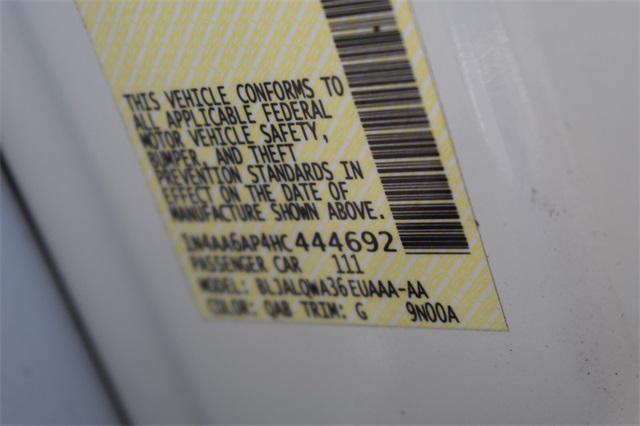 THIS VEHICLE CONFORMS TO
ALL APPLICABLE FEDERAL
MOTOR VEHICLE SAFETY,
BUMPER, AND THEFT
PREVENTION STANDARDS IN
EFFECT ON THE DATE OF
MANUFACTURE SHOWN ABOVE.
1N4AA6AP4HC444692
PASSENGER CAR 111
MODEL: BLJALQWA36EUAAA-AA
COLOR: QAB TRIM: G 9N00A